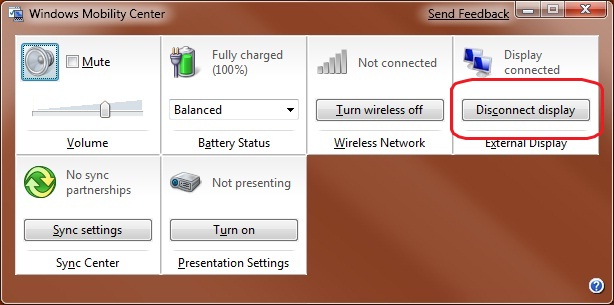 Windows Mobility Center
Send Feedback
Mute
Volume
Fully charged
(100%)
Balanced
Battery Status
Not connected
Turn wireless off
Wireless Network
Display
connected
Disconnect display
External Display
No sync
partnerships
Sync settings
Sync Center
Not presenting
Turn on
Presentation Settings